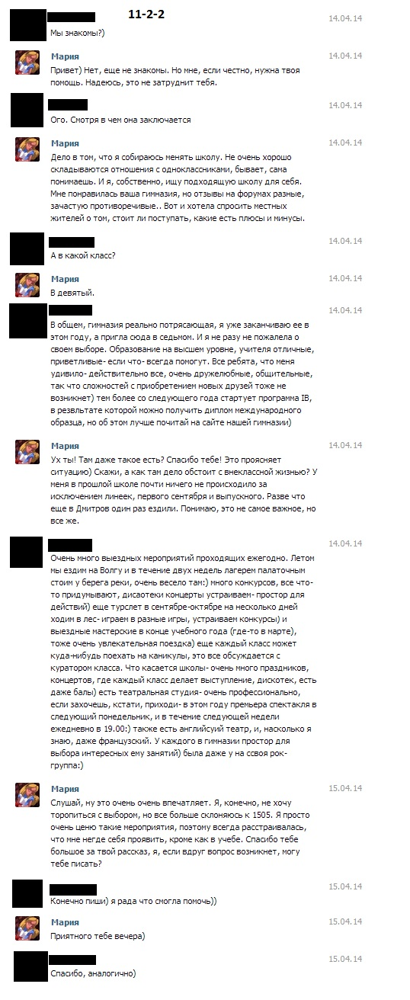 11-2-2
14.04.14
Мы знакомы?)
Мария
14.04.14
Привет) Нет, еще не знакомы. Но мне, если честно, нужна твоя
помощь. Надеюсь, это не затруднит тебя.
14.04.14
Ого. Смотря в чем она заключается
Мария
14.04.14
Дело в том, что я собираюсь менять школу. Не очень хорошо
складываются отношения с одноклассниками, бывает, сама
понимаешь. И я, собственно, ищу подходящую школу для себя.
Мне понравилась ваша гимназия, но отзывы на форумах разные,
зачастую противоречивые.. Вот и хотела спросить местных
жителей о том, стоит ли поступать, какие есть плюсы и минусы.
14.04.14
А в какой класс?
Мария
14.04.14
В девятый.
14.04.14
В общем, гимназия реально потрясающая, я уже заканчиваю ее в
этом году, а пригла сюда в седьмом. И я не разу не пожалела о
своем выборе. Образование на высшем уровне, учителя отличные,
приветливые- если что- всегда помогут. Все ребята, что меня
удивило- действительно все, очень дружелюбные, общительные,
так что сложностей с приобретением новых друзей тоже не
возникнет) тем более со следующего года стартует программа IB,
в резвльтате которой можно получить диплом международного
образца, но об этом лучше почитай на сайте нашей гимназии)
Мария
14.04.14
Ух ты! Там даже такое есть? Спасибо тебе! Это проясняет
ситуацию) Скажи, а как там дело обстоит с внеклассной жизнью? У
меня в прошлой школе почти ничего не происходило за
исключением линеек, первого сентября и выпускного. Разве что
еще в Дмитров один раз ездили. Понимаю, это не самое важное, но
все же.
14.04.14
Очень много выездных мероприятий проходящих ежегодно. Летом
мы ездим на Волгу и в течение двух недель лагерем палаточным
стоим у берега реки, очень весело там:) много конкурсов, все что-
то придумывают, дисаотеки концерты устраиваем- простор для
действий) еще турслет в сентябре-октябре на несколько дней
ходим в лес- играем в разные игры, устраиваем конкурсы) и
выездные мастерские в конце учебного года (где-то в марте),
тоже очень увлекательная поездка) еще каждый класс может
куда-нибудь поехать на каникулы, это все обсуждается с
куратором класса. Что касается школы- очень много праздников,
концертов, где каждый класс делает выступление, дискотек, есть
даже балы) есть театральная студия- очень профессионально,
если захочешь, кстати, приходи- в этом году премьера спектакля в
следующий понедельник, и в течение следующей недели
ежедневно в 19.00:) также есть английсуий театр, и, насколько я
знаю, даже французский. У каждого в гимназии простор для
выбора интересных ему занятий) была даже у на ссвоя рок-
группа:)
Мария
15.04.14
Слушай, ну это очень очень впечатляет. Я, конечно, не хочу
торопиться с выбором, но все больше склоняюсь к 1505. Я просто
очень ценю такие мероприятия, поэтому всегда расстраивалась,
что мне негде себя проявить, кроме как в учебе. Спасибо тебе
большое за твой рассказ, я, если вдруг вопрос возникнет, могу
тебе писать?
15.04.14
Конечно пиши) я рада что смогла помочь))
Мария
15.04.14
Приятного тебе вечера)
15.04.14
Спасибо, аналогично)